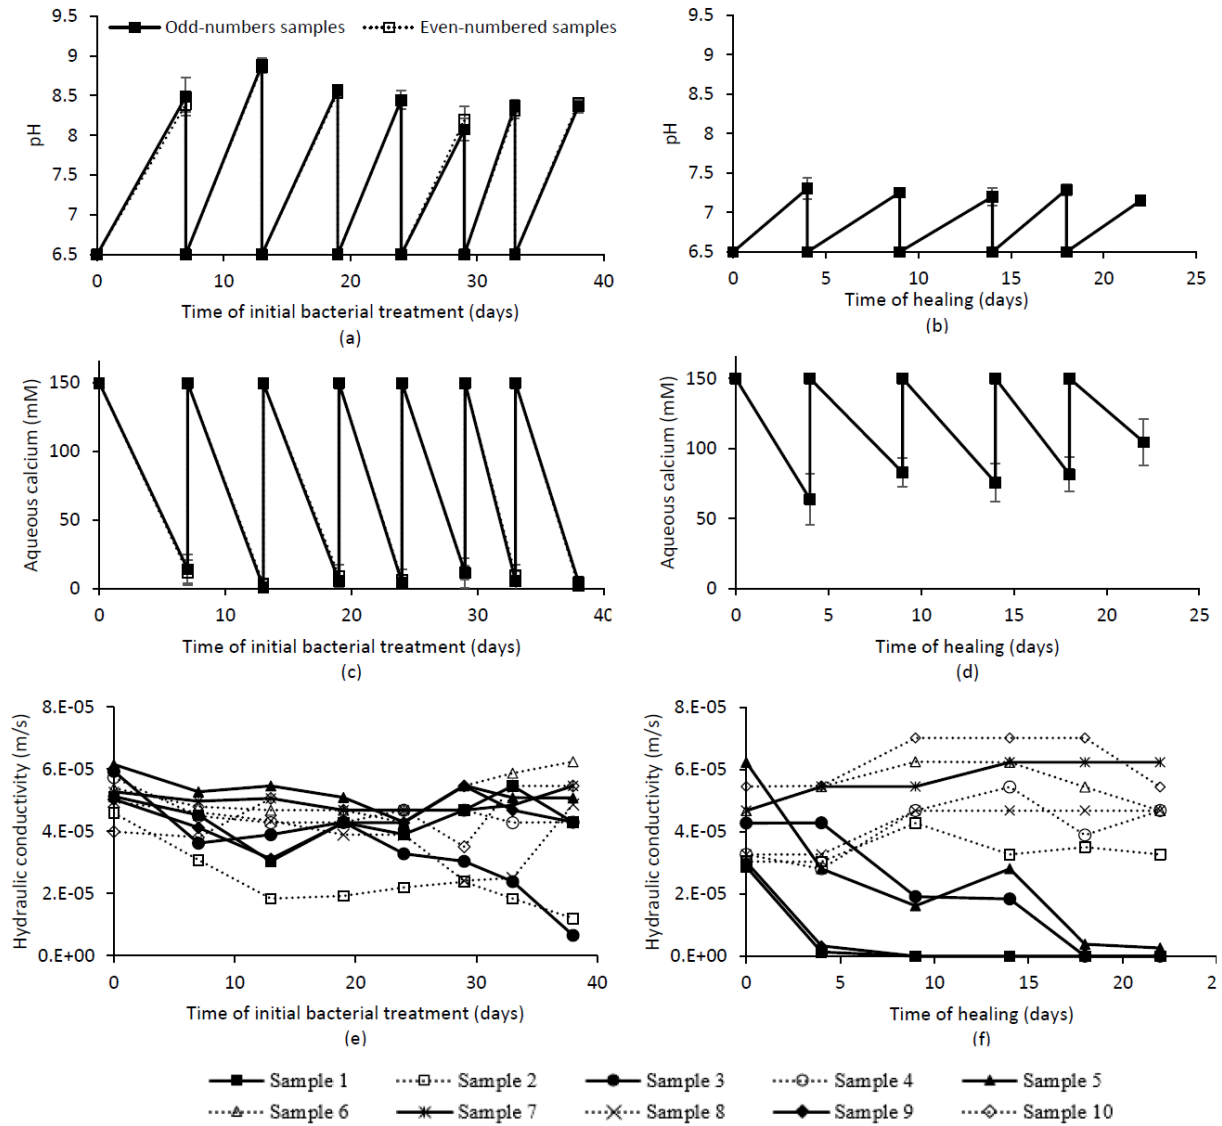 9.5
9
8.5
8
7.5
7
6.5
pH
Odd-numbers samples
Even-numbered samples
0
10
20
30
40
Time of initial bacterial treatment (days)
(a)
9.5
9
8.5
8
7.5
7
6.5
pH
0
5
10
15
20
25
Time of healing (days)
(b)
150
100
50
0
Aqueous calcium (mM)
0
10
20
30
40
Time of initial bacterial treatment (days)
(c)
150
100
50
0
Aqueous calcium (mM)
0
5
10
15
20
25
Time of healing (days)
(d)
8.E-05
6.E-05
4.E-05
2.E-05
0.E+00
Hydraulic conductivity (m/s)
0
10
20
30
40
Time of initial bacterial treatment (days)
(e)
8.E-05
6.E-05
4.E-05
2.E-05
0.E+00
Hydraulic conductivity (m/s)
0
5
10
15
20
2
Time of healing (days)
(f)
Sample 1
Sample 2
Sample 3
Sample 4
Sample 5
Sample 6
Sample 7
Sample 8
Sample 9
Sample 10